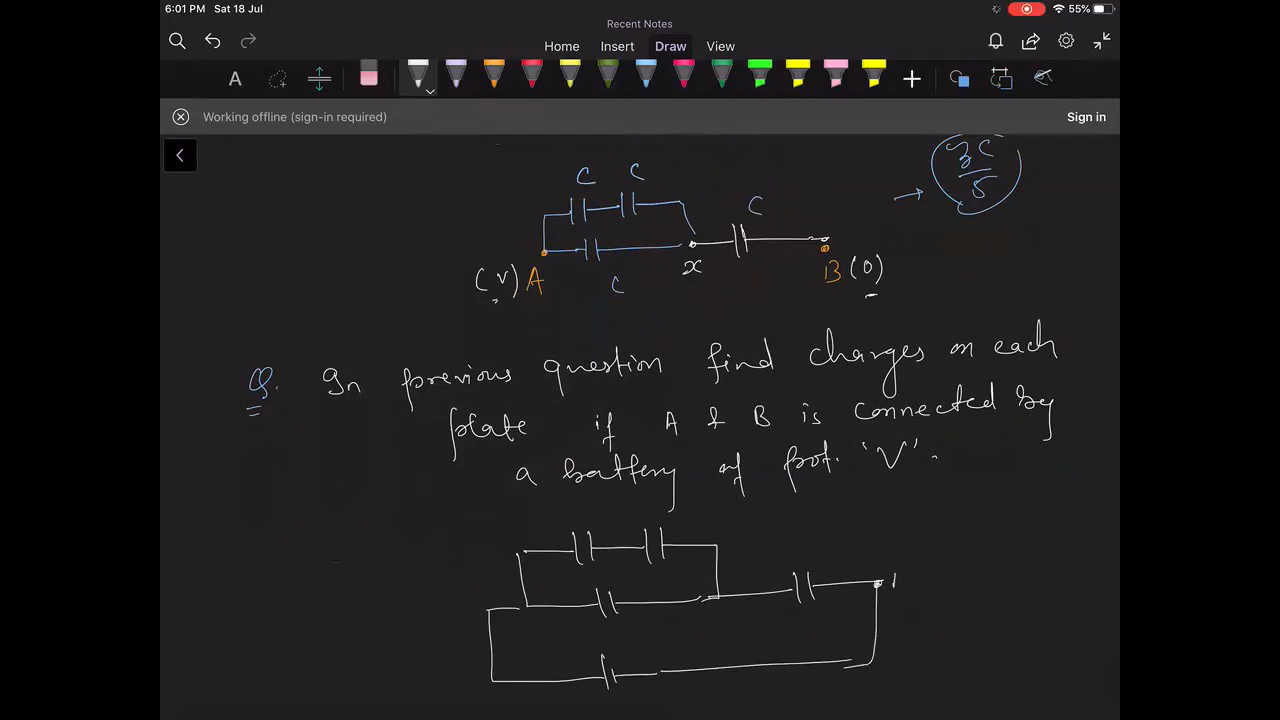 6:01 PM Sat 18 Jul
55%
Recent Notes
Home Insert Draw View
A
Working offline (sign-in required)
Sign in
3C
5
C C
C
x
(V) A
B (0)
C
Q. In previous question find charges on each
plate if A & B is connected by
a battery of pot. 'V'.